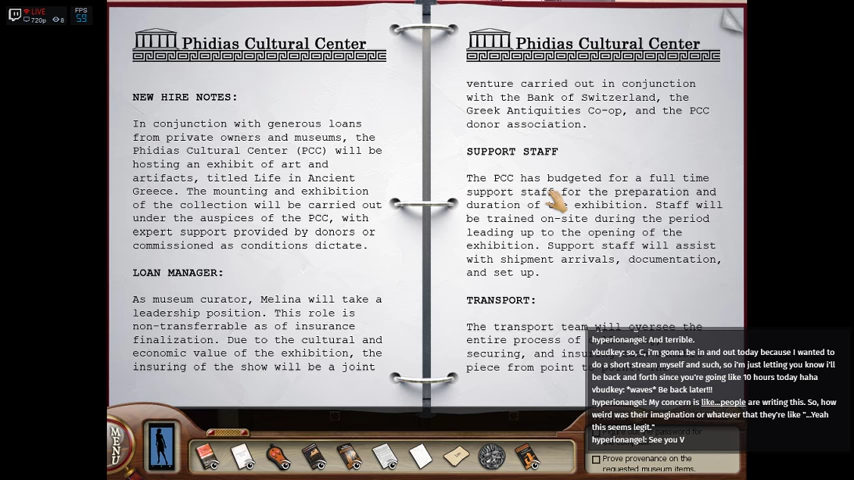 LIVE
720p
8
FPS
59
Phidias Cultural Center
NEW HIRE NOTES:
In conjunction with generous loans
from private owners and museums, the
Phidias Cultural Center (PCC) will be
hosting an exhibit of art and
artifacts, titled Life in Ancient
Greece. The mounting and exhibition
of the collection will be carried out
under the auspices of the PCC, with
expert support provided by donors or
commissioned as conditions dictate.
LOAN MANAGER:
As museum curator, Melina will take a
leadership position. This role is
non-transferrable as of insurance
finalization. Due to the cultural and
economic value of the exhibition, the
insuring of the show will be a joint
Phidias Cultural Center
venture carried out in conjunction
with the Bank of Switzerland, the
Greek Antiquities Co-op, and the PCC
donor association.
SUPPORT STAFF
The PCC has budgeted for a full time
support staff for the preparation and
duration of exhibition. Staff will
be trained on-site during the period
leading up to the opening of the
exhibition. Support staff will assist
with shipment arrivals, documentation,
and set up.
TRANSPORT:
The transport team will oversee the
entire process of
securing, and
piece from point
hyperionangel: And terrible.
vbudkey: so, C, i'm gonna be in and out today because I wanted to
do a short stream myself and such, so i'm just letting you know i'll
be back and forth since you're going like 10 hours today haha
vbudkey: *waves* Be back later!!!
hyperionangel: My concern is like...people are writing this. So, how
weird was their imagination or whatever that they're like "...Yeah
this seems legit."
hyperionangel: See you V
MENU
Prove provenance on the
requested museum items.